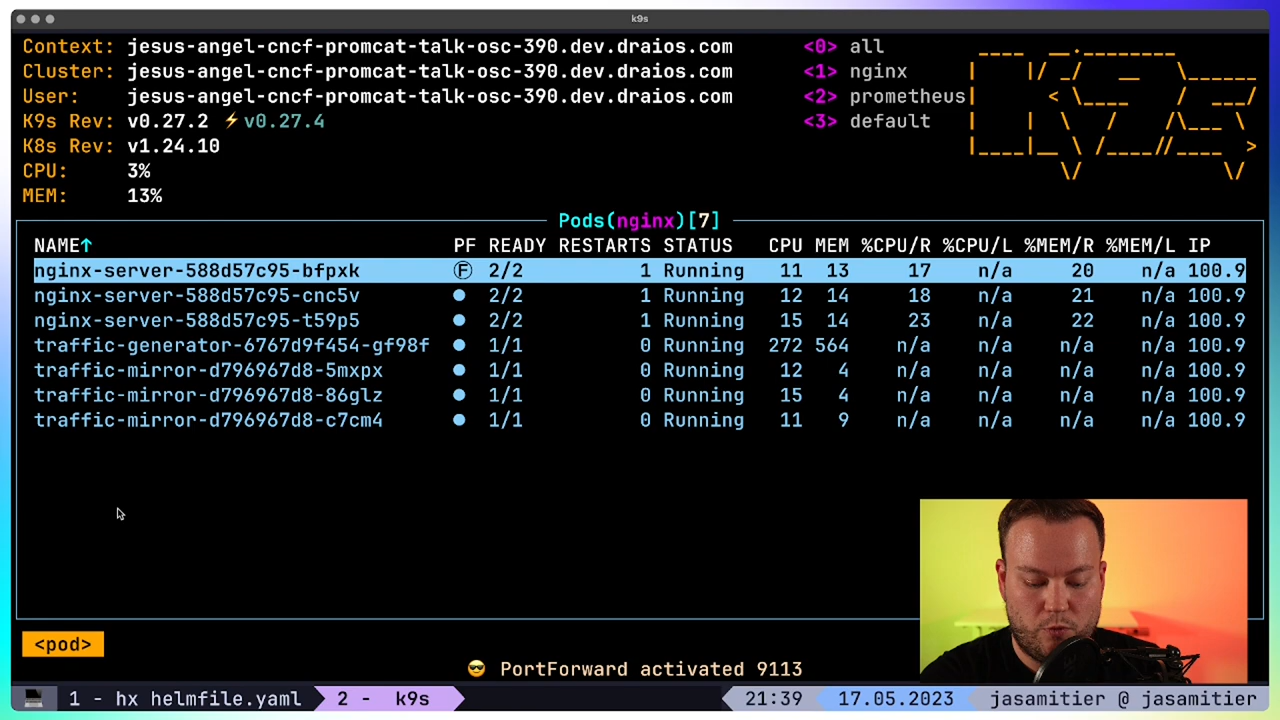 k9s
Context: jesus-angel-cncf-promcat-talk-osc-390.dev.draios.com <0> all
Cluster: jesus-angel-cncf-promcat-talk-osc-390.dev.draios.com <1> nginx
User: jesus-angel-cncf-promcat-talk-osc-390.dev.draios.com <2> prometheus
K9s Rev: v0.27.2 ⚡v0.27.4 <3> default
K8s Rev: v1.24.10
CPU: 3%
MEM: 13%
Pods(nginx)[7]
NAME↑ PF READY RESTARTS STATUS CPU MEM %CPU/R %CPU/L %MEM/R %MEM/L IP
nginx-server-588d57c95-bfpxk Ⓕ 2/2 1 Running 11 13 17 n/a 20 n/a 100.9
nginx-server-588d57c95-cnc5v ● 2/2 1 Running 12 14 18 n/a 21 n/a 100.9
nginx-server-588d57c95-t59p5 ● 2/2 1 Running 15 14 23 n/a 22 n/a 100.9
traffic-generator-6767d9f454-gf98f ● 1/1 0 Running 272 564 n/a n/a n/a n/a 100.9
traffic-mirror-d796967d8-5mxpx ● 1/1 0 Running 12 4 n/a n/a n/a n/a 100.9
traffic-mirror-d796967d8-86glz ● 1/1 0 Running 15 4 n/a n/a n/a n/a 100.9
traffic-mirror-d796967d8-c7cm4 ● 1/1 0 Running 11 9 n/a n/a n/a n/a 100.9
<pod>
😎 PortForward activated 9113
1 - hx helmfile.yaml 2 - k9s 21:39 17.05.2023 jasamitier @ jasamitier